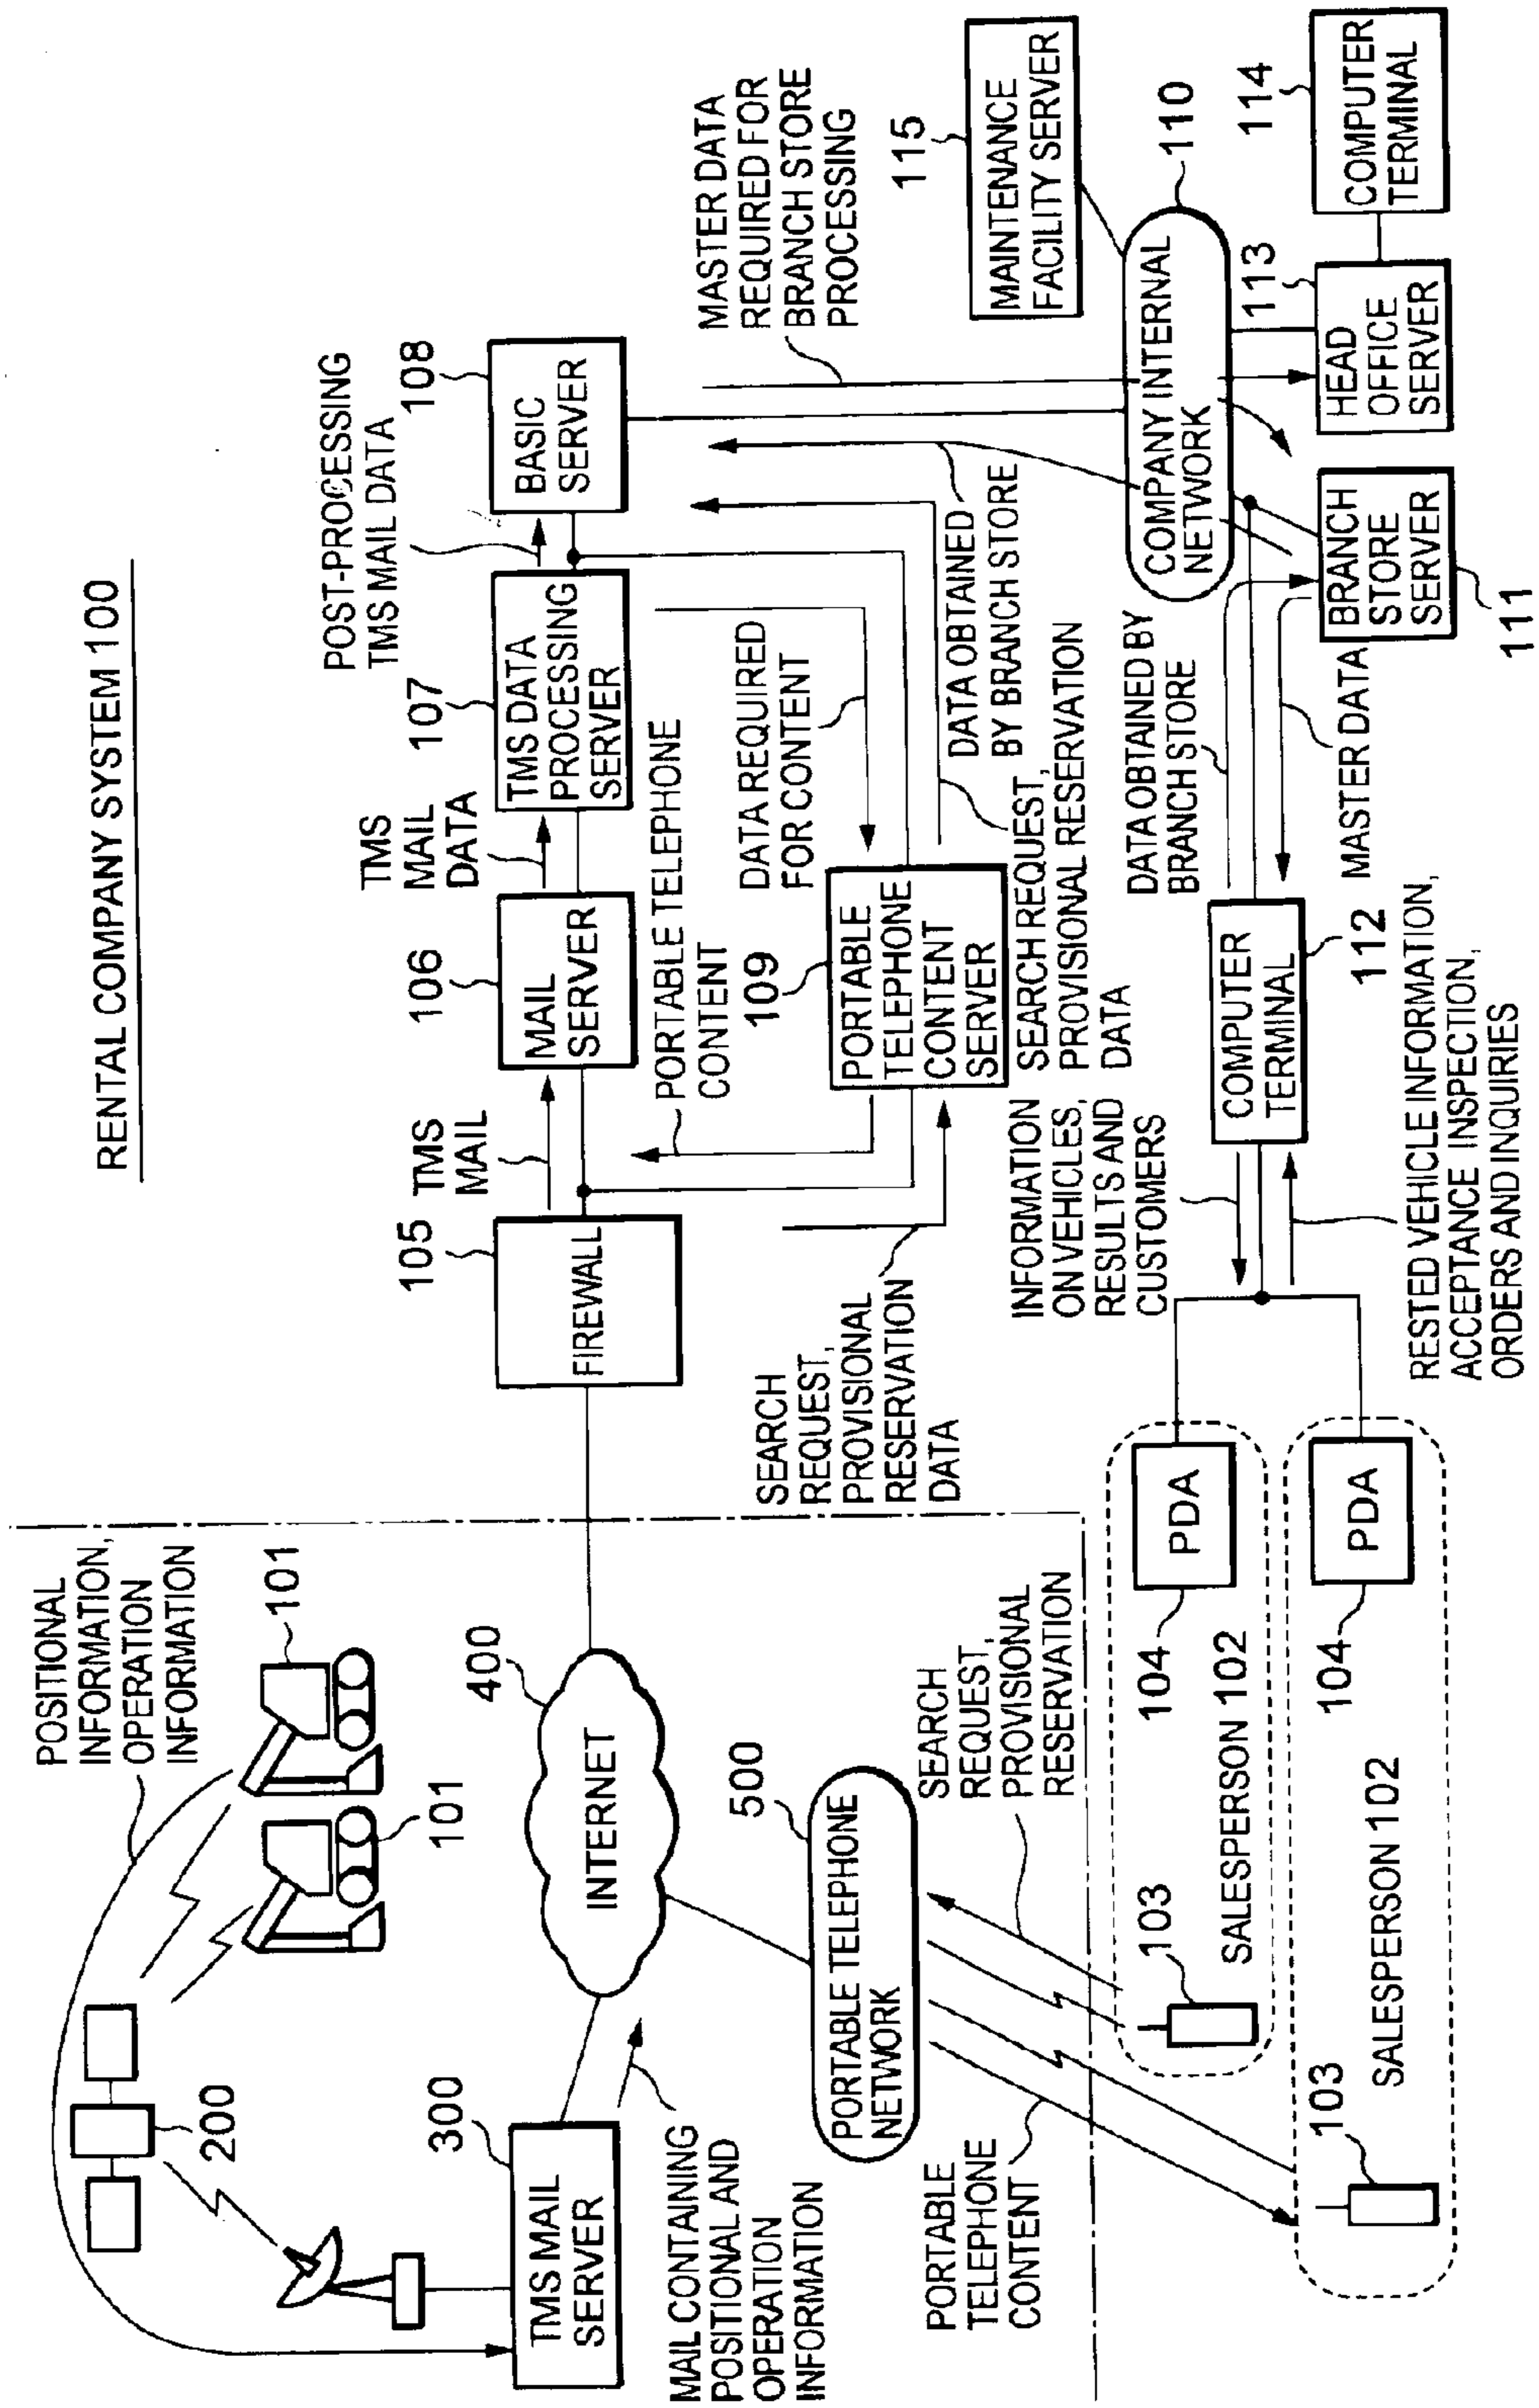 RENTAL COMPANY SYSTEM 100
POSITIONAL
INFORMATION,
OPERATION
INFORMATION
101
101
200
300
TMS MAIL
SERVER
MAIL CONTAINING
POSITIONAL AND
OPERATION
INFORMATION
400
INTERNET
500
PORTABLE TELEPHONE
NETWORK
PORTABLE
TELEPHONE
CONTENT
SEARCH
REQUEST,
PROVISIONAL
RESERVATION
105
FIREWALL
TMS
MAIL
106
MAIL
SERVER
TMS
MAIL
DATA
107
TMS DATA
PROCESSING
SERVER
POST-PROCESSING
TMS MAIL DATA
108
BASIC
SERVER
PORTABLE TELEPHONE
CONTENT
SEARCH
REQUEST,
PROVISIONAL
RESERVATION
DATA
109
PORTABLE
TELEPHONE
CONTENT
SERVER
DATA REQUIRED
FOR CONTENT
SEARCH REQUEST,
PROVISIONAL RESERVATION
DATA
DATA OBTAINED
BY BRANCH STORE
MASTER DATA
REQUIRED FOR
BRANCH STORE
PROCESSING
115
MAINTENANCE
FACILITY SERVER
110
COMPANY INTERNAL
NETWORK
113
HEAD
OFFICE
SERVER
114
COMPUTER
TERMINAL
BRANCH
STORE
SERVER
111
DATA OBTAINED BY
BRANCH STORE
MASTER DATA
COMPUTER
TERMINAL
112
INFORMATION
ON VEHICLES,
RESULTS AND
CUSTOMERS
RESTED VEHICLE INFORMATION,
ACCEPTANCE INSPECTION,
ORDERS AND INQUIRIES
103
SALESPERSON 102
104
PDA
103
SALESPERSON 102
104
PDA